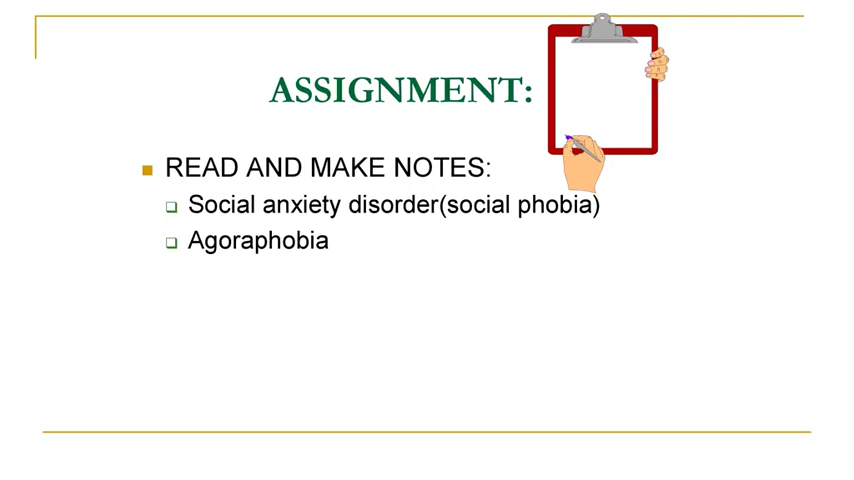 ASSIGNMENT:
READ AND MAKE NOTES:
Social anxiety disorder(social phobia)
Agoraphobia